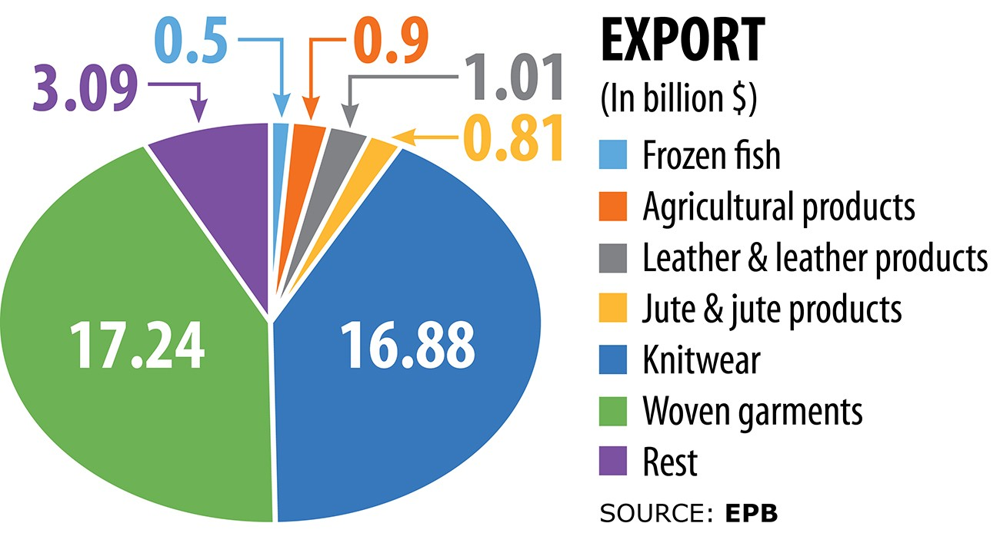 0.5
0.9
3.09
1.01
0.81
17.24
16.88
EXPORT
(In billion $)
Frozen fish
Agricultural products
Leather & leather products
Jute & jute products
Knitwear
Woven garments
Rest
SOURCE: EPB